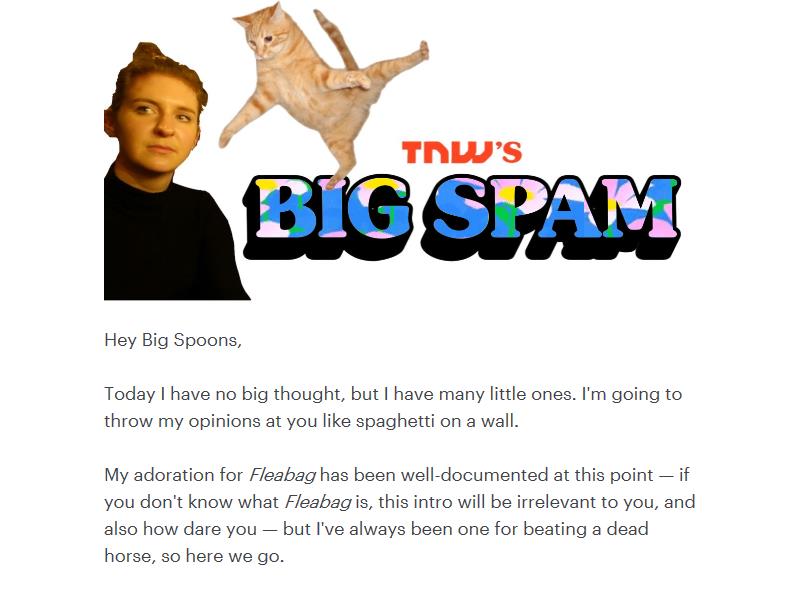 TNW'S
BIG SPAM
Hey Big Spoons,
Today I have no big thought, but I have many little ones. I'm going to
throw my opinions at you like spaghetti on a wall.
My adoration for Fleabag has been well-documented at this point — if
you don't know what Fleabag is, this intro will be irrelevant to you, and
also how dare you — but I've always been one for beating a dead
horse, so here we go.